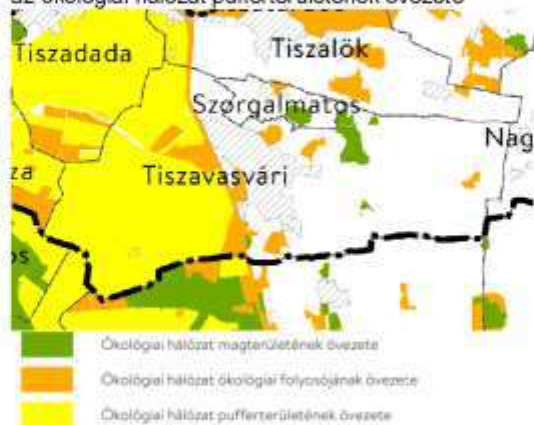 az ökológiai hálózat pufferterületének övezete
Tiszadada
Tiszalök
Szorgalmatos
Nag
za
Tiszavasvári
os
Ökológiai hálózat magterületének övezete
Ökológiai hálózat ökológiai folyosójának övezete
Ökológiai hálózat pufferterületének övezete